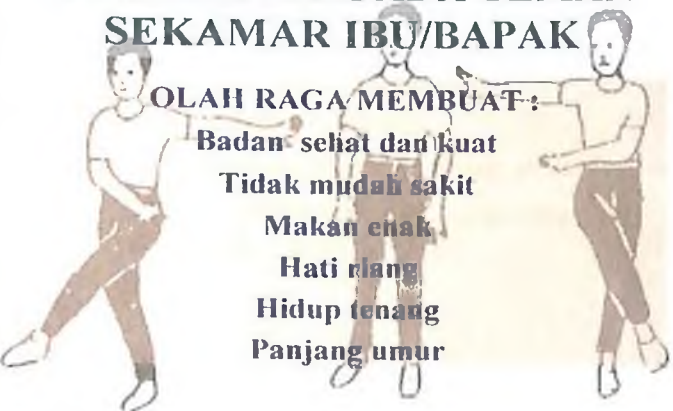 SEKAMAR IBU/BAPAK
OLAH RAGA MEMBUAT :
Badan sehat dan kuat
Tidak mudah sakit
Makan enak
Hati riang
Hidup tenang
Panjang umur